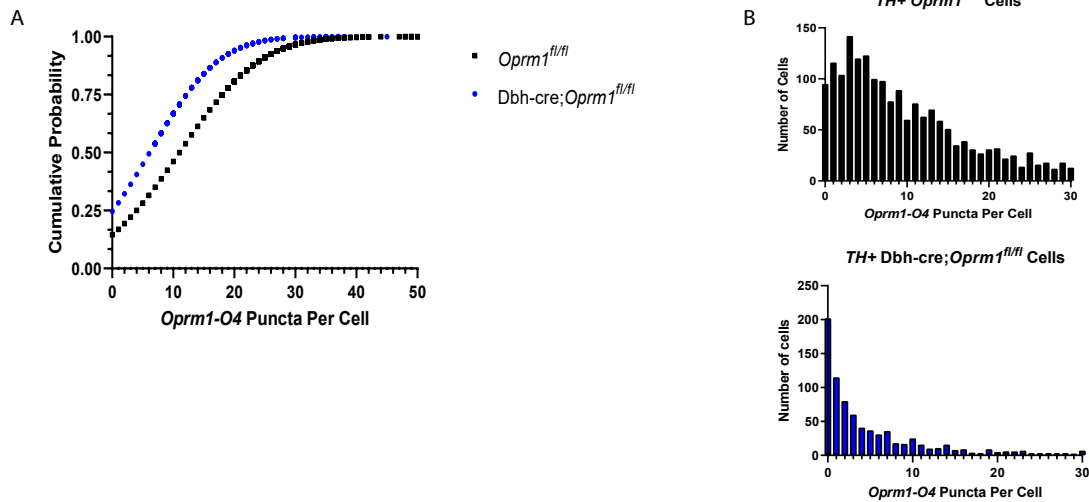 A
1.00
0.75
0.50
0.25
0.00
Cumulative Probability
0 10 20 30 40 50
Oprm1-O4 Puncta Per Cell
Oprm1fl/fl
Dbh-cre;Oprm1fl/fl
B
TH+ Oprm1 Cells
150
100
50
0
Number of Cells
0 10 20 30
Oprm1-O4 Puncta Per Cell
TH+ Dbh-cre;Oprm1fl/fl Cells
250
200
150
100
50
0
Number of cells
0 10 20 30
Oprm1-O4 Puncta Per Cell